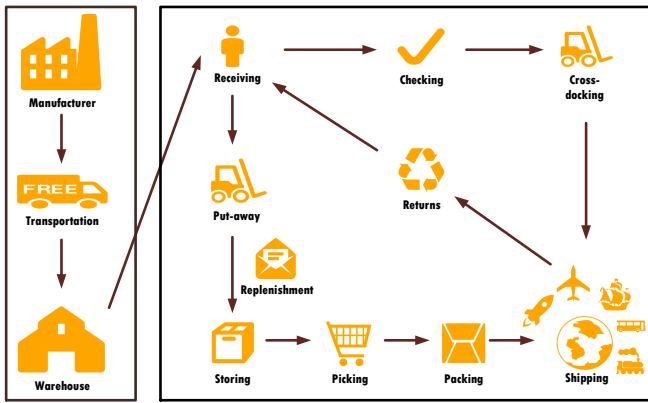 Manufacturer
FREE
Transportation
Warehouse
Receiving
Checking
Cross-
docking
Put-away
Returns
Replenishment
Storing
Picking
Packing
Shipping